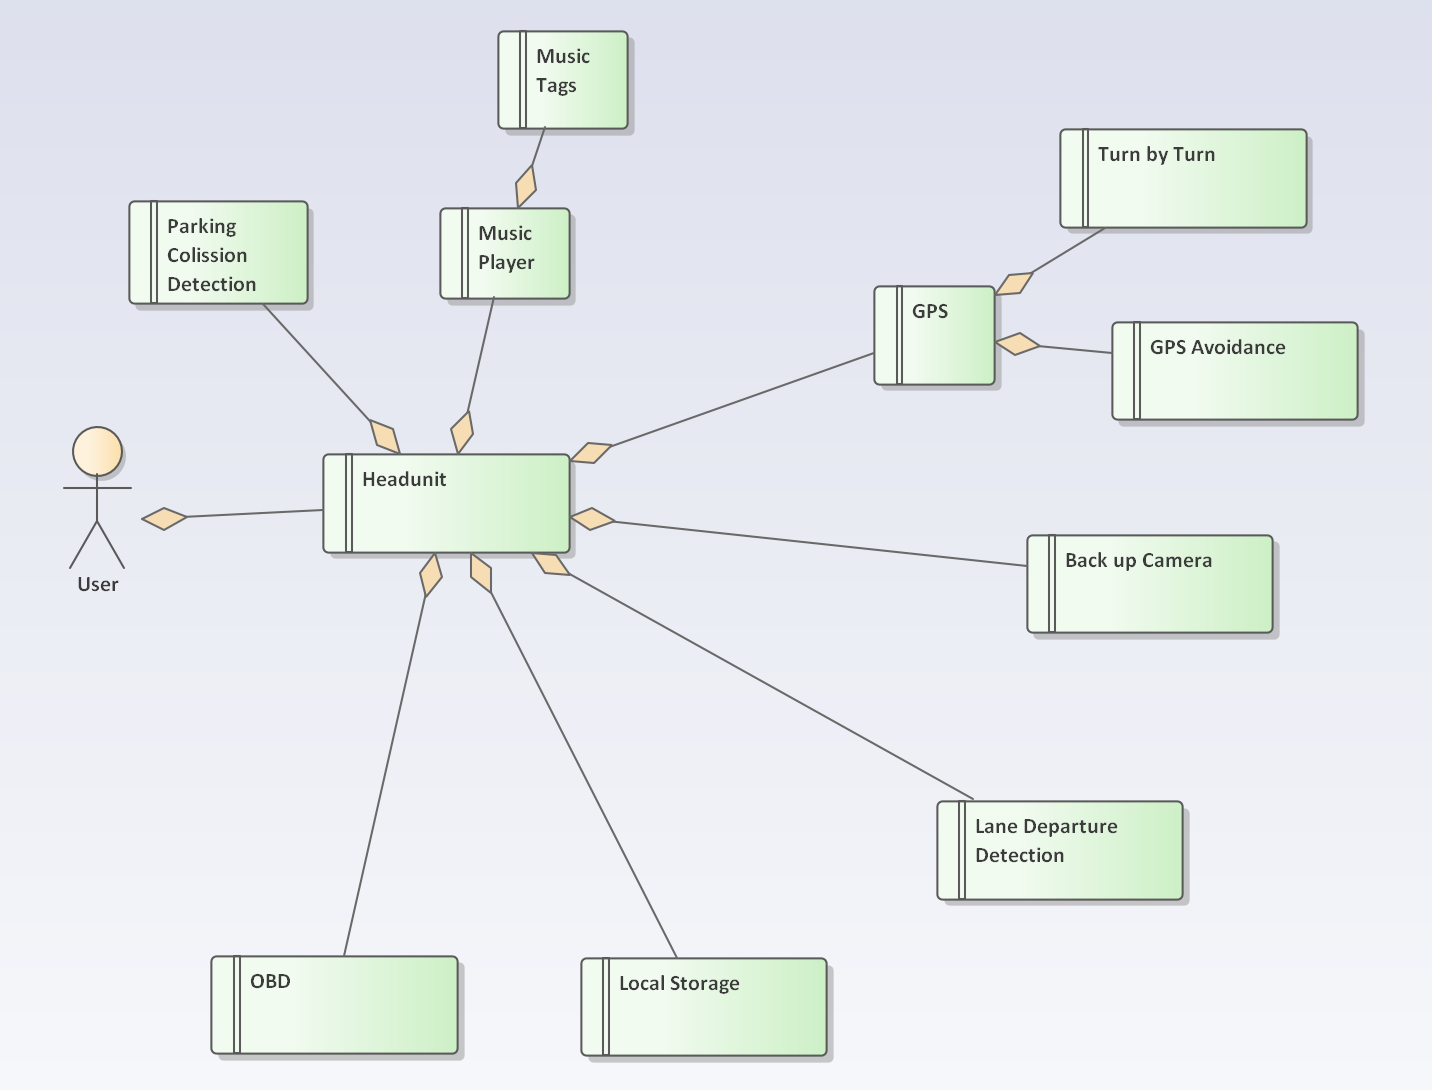 Music
Tags
Turn by Turn
Parking
Colission
Detection
Music
Player
GPS
GPS Avoidance
Headunit
User
Back up Camera
Lane Departure
Detection
OBD
Local Storage